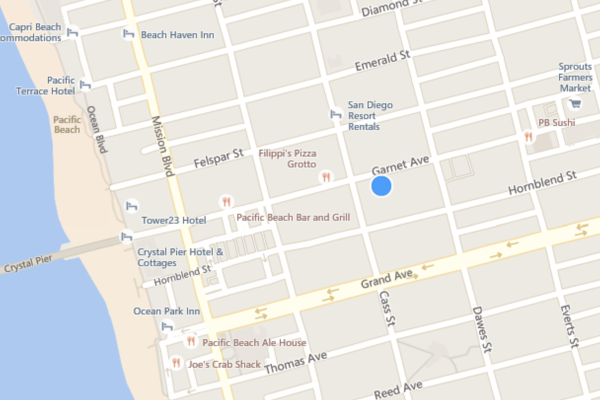 St
Diamond St
Capri Beach
ommodations
Beach Haven Inn
Emerald St
Sprouts
Farmers
Market
Pacific
Terrace Hotel
San Diego
Resort
Rentals
Ocean Blvd
Pacific
Beach
Mission Blvd
PB Sushi
Felspar St
Filippi's Pizza
Grotto
Garnet Ave
Hornblend St
Tower23 Hotel
Pacific Beach Bar and Grill
Crystal Pier
Crystal Pier Hotel &
Cottages
Hornblend St
Grand Ave
Ocean Park Inn
Cass St
Dawes St
Everts St
Pacific Beach Ale House
Joe's Crab Shack
Thomas Ave
Reed Ave